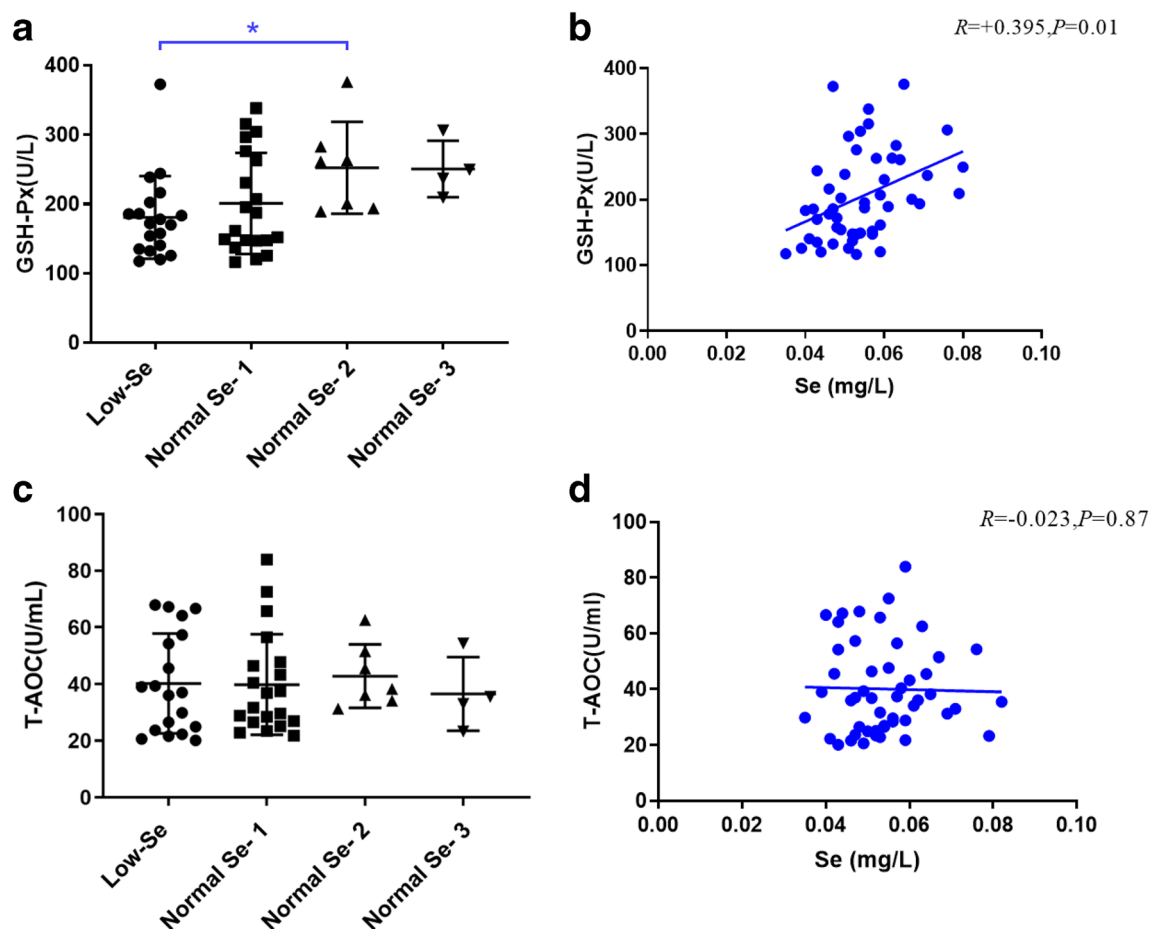 a
*
400
300
200
100
0
GSH-Px(U/L)
Low-Se
Normal Se- 1
Normal Se- 2
Normal Se- 3
b
R=+0.395,P=0.01
400
300
200
100
0
GSH-Px(U/L)
0.00 0.02 0.04 0.06 0.08 0.10
Se (mg/L)
c
100
80
60
40
20
0
T-AOC(U/mL)
Low-Se
Normal Se- 1
Normal Se- 2
Normal Se- 3
d
R=-0.023,P=0.87
100
80
60
40
20
0
T-AOC(U/ml)
0.00 0.02 0.04 0.06 0.08 0.10
Se (mg/L)